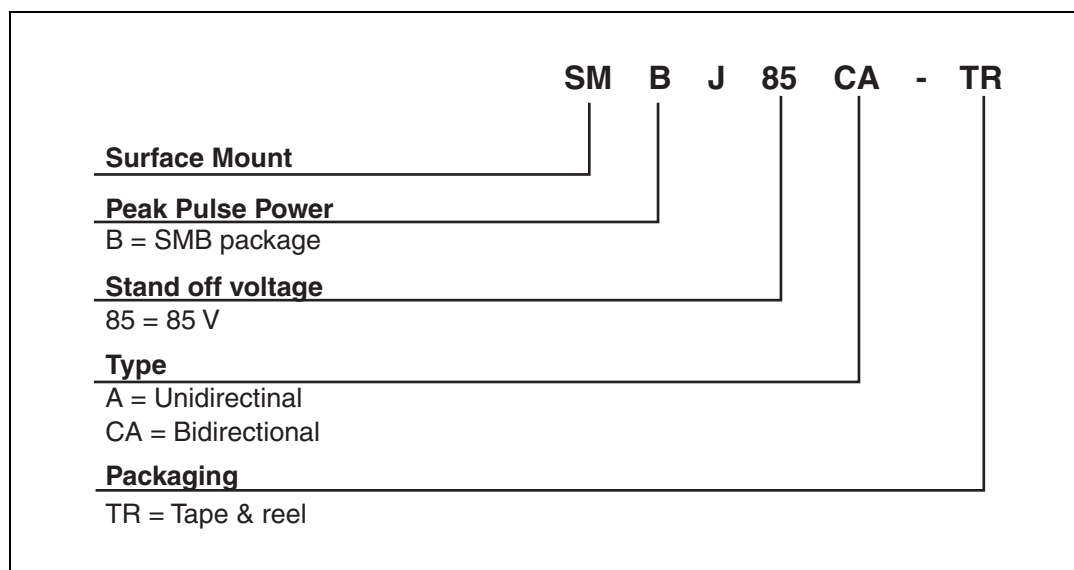 SM B J 85 CA - TR
Surface Mount
Peak Pulse Power
B = SMB package
Stand off voltage
85 = 85 V
Type
A = Unidirectinal
CA = Bidirectional
Packaging
TR = Tape & reel